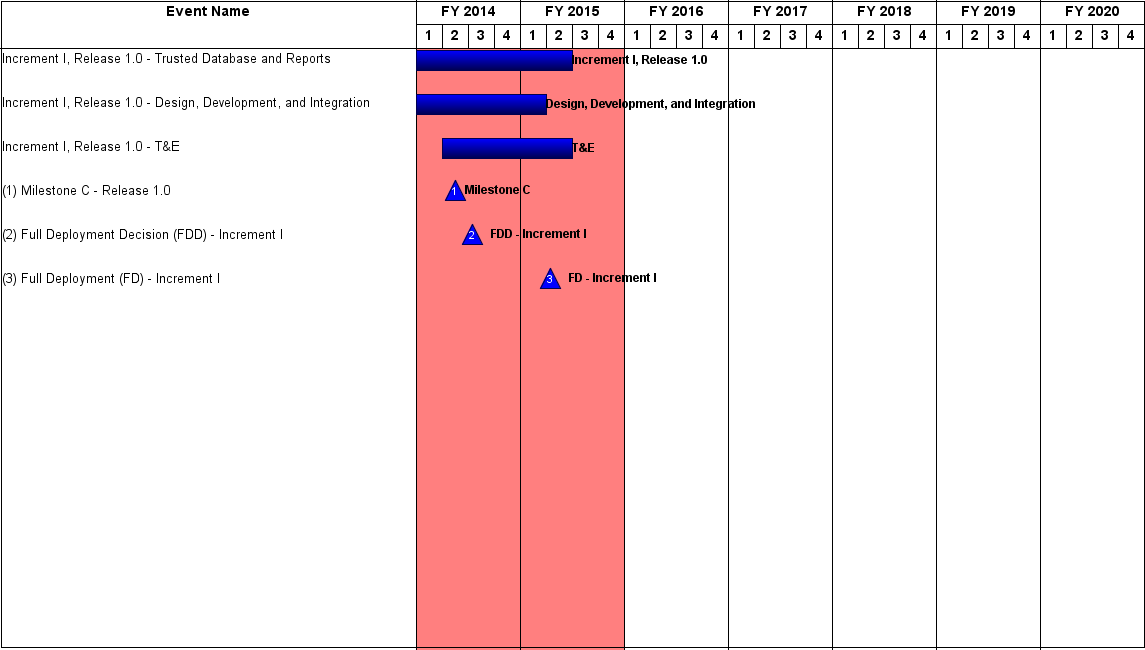 Event Name FY 2014 FY 2015 FY 2016 FY 2017 FY 2018 FY 2019 FY 2020
1 2 3 4 1 2 3 4 1 2 3 4 1 2 3 4 1 2 3 4 1 2 3 4 1 2 3 4
Increment I, Release 1.0 - Trusted Database and Reports Increment I, Release 1.0
Increment I, Release 1.0 - Design, Development, and Integration Design, Development, and Integration
Increment I, Release 1.0 - T&E T&E
(1) Milestone C - Release 1.0 1 Milestone C
(2) Full Deployment Decision (FDD) - Increment I 2 FDD - Increment I
(3) Full Deployment (FD) - Increment I 3 FD - Increment I